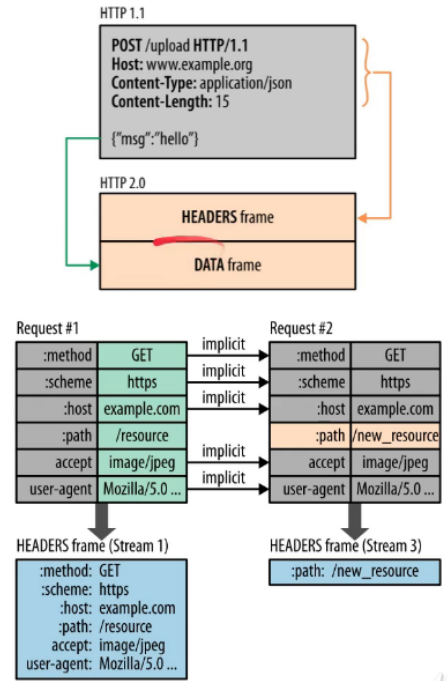 HTTP 1.1
POST /upload HTTP/1.1
Host: www.example.org
Content-Type: application/json
Content-Length: 15
{"msg":"hello"}
HTTP 2.0
HEADERS frame
DATA frame
Request #1
implicit
Request #2
:method GET
implicit
:method GET
:scheme https
implicit
:scheme https
:host example.com
:host example.com
:path /resource
:path /new_resource
implicit
accept image/jpeg
accept image/jpeg
implicit
user-agent Mozilla/5.0 ...
user-agent Mozilla/5.0 ...
HEADERS frame (Stream 1)
HEADERS frame (Stream 3)
:method: GET
:scheme: https
:host: example.com
:path: /resource
accept: image/jpeg
user-agent: Mozilla/5.0 ...
:path: /new_resource